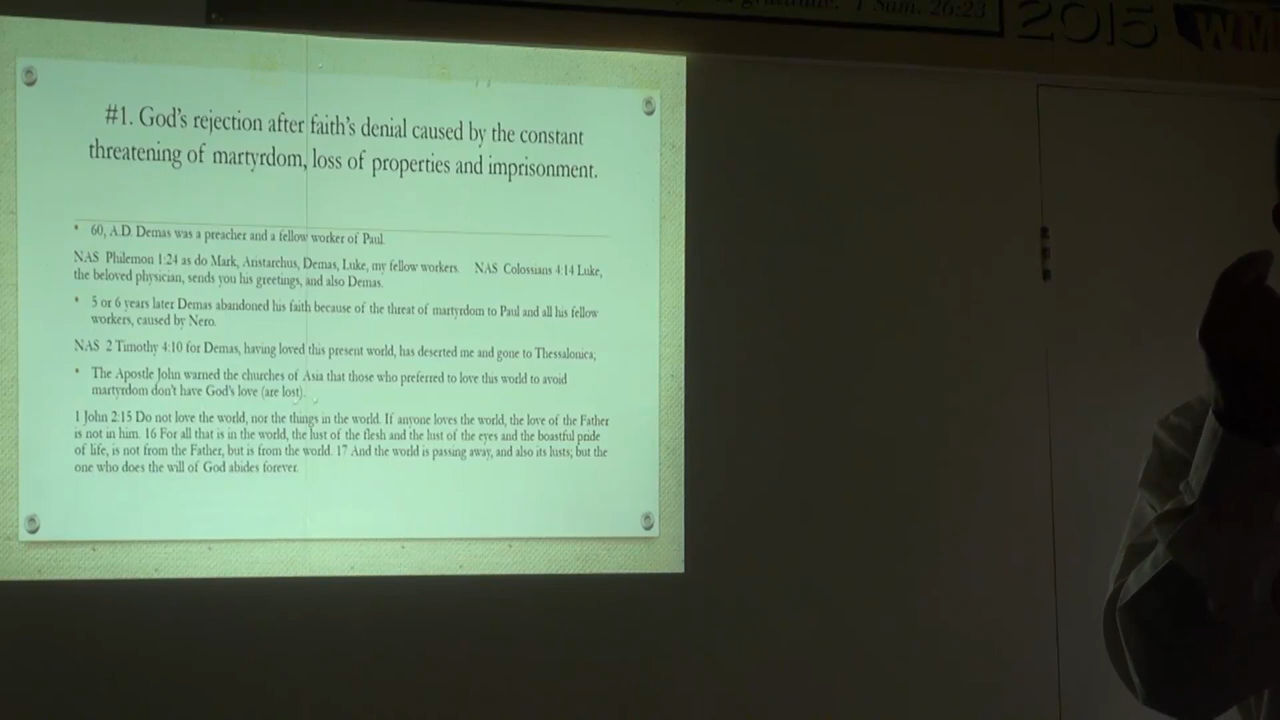 1 Sam. 26:23
2015
WM
#1. God's rejection after faith's denial caused by the constant
threatening of martyrdom, loss of properties and imprisonment.
* 60, A.D. Demas was a preacher and a fellow worker of Paul.
NAS Philemon 1:24 as do Mark, Aristarchus, Demas, Luke, my fellow workers. NAS Colossians 4:14 Luke,
the beloved physician, sends you his greetings, and also Demas.
* 5 or 6 years later Demas abandoned his faith because of the threat of martyrdom to Paul and all his fellow
workers, caused by Nero.
NAS 2 Timothy 4:10 for Demas, having loved this present world, has deserted me and gone to Thessalonica;
* The Apostle John warned the churches of Asia that those who preferred to love this world to avoid
martyrdom don't have God's love (are lost).
1 John 2:15 Do not love the world, nor the things in the world. If anyone loves the world, the love of the Father
is not in him. 16 For all that is in the world, the lust of the flesh and the lust of the eyes and the boastful pride
of life, is not from the Father, but is from the world. 17 And the world is passing away, and also its lusts; but the
one who does the will of God abides forever.